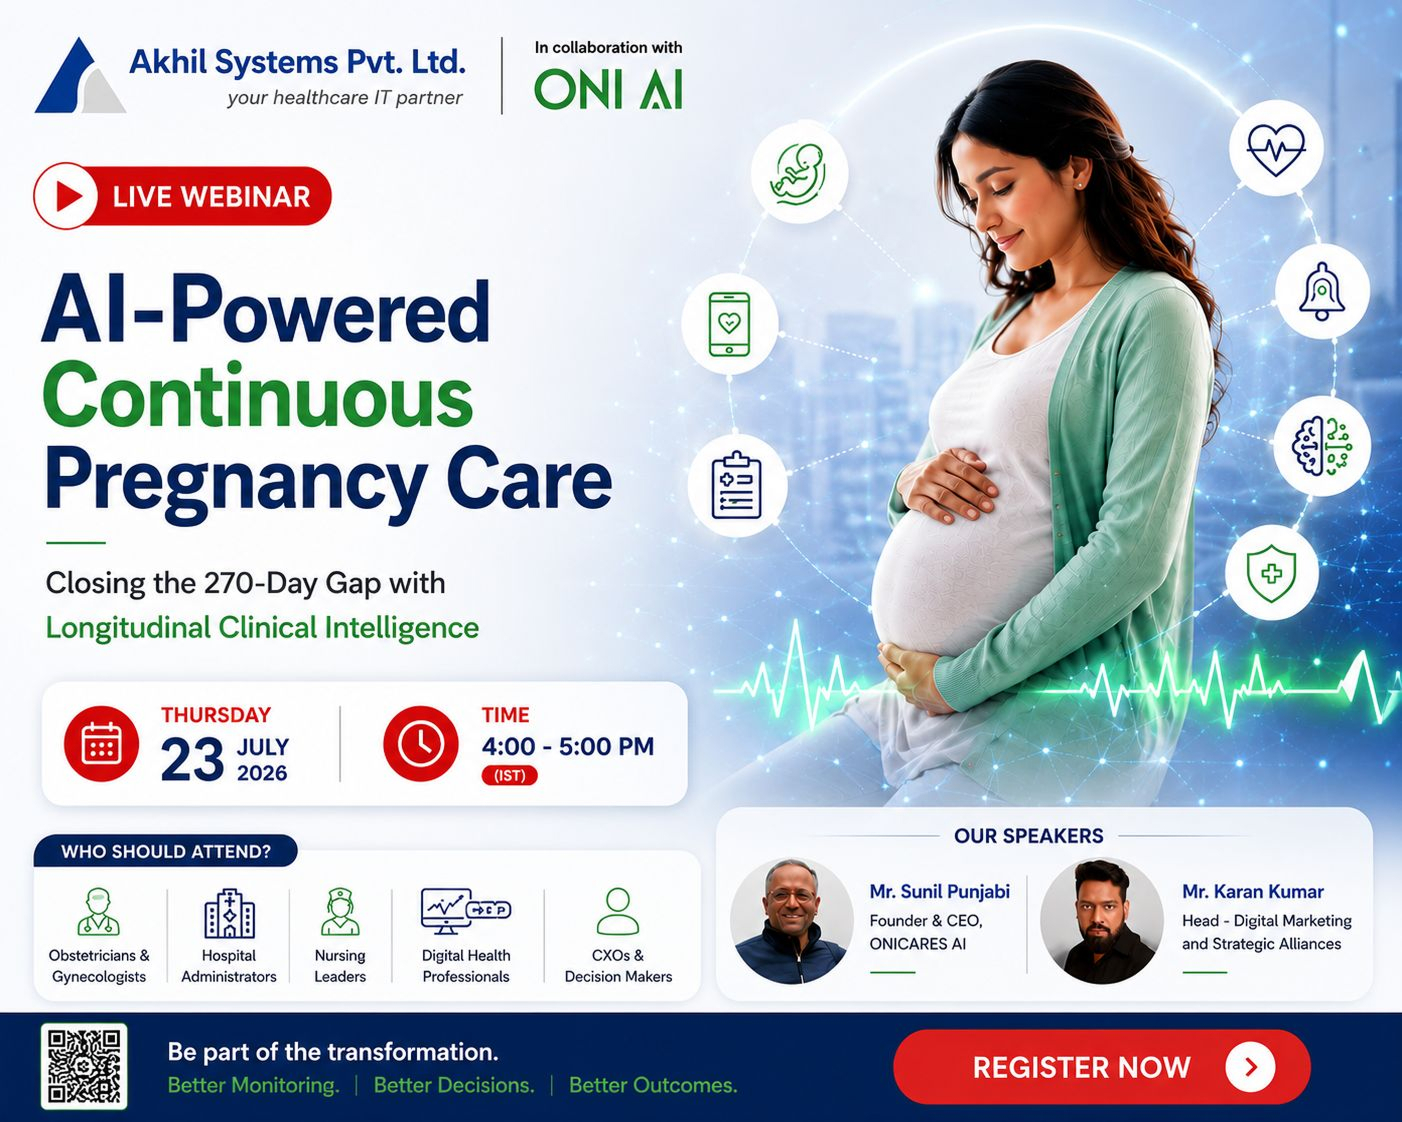 Akhil Systems Pvt. Ltd.
your healthcare IT partner
In collaboration with
ONI AI
LIVE WEBINAR
AI-Powered
Continuous
Pregnancy Care
Closing the 270-Day Gap with
Longitudinal Clinical Intelligence
THURSDAY
23 JULY
2026
TIME
4:00 - 5:00 PM
(IST)
WHO SHOULD ATTEND?
Obstetricians &
Gynecologists
Hospital
Administrators
Nursing
Leaders
Digital Health
Professionals
CXOs &
Decision Makers
OUR SPEAKERS
Mr. Sunil Punjabi
Founder & CEO,
ONICARES AI
Mr. Karan Kumar
Head - Digital Marketing
and Strategic Alliances
Be part of the transformation.
Better Monitoring. | Better Decisions. | Better Outcomes.
REGISTER NOW